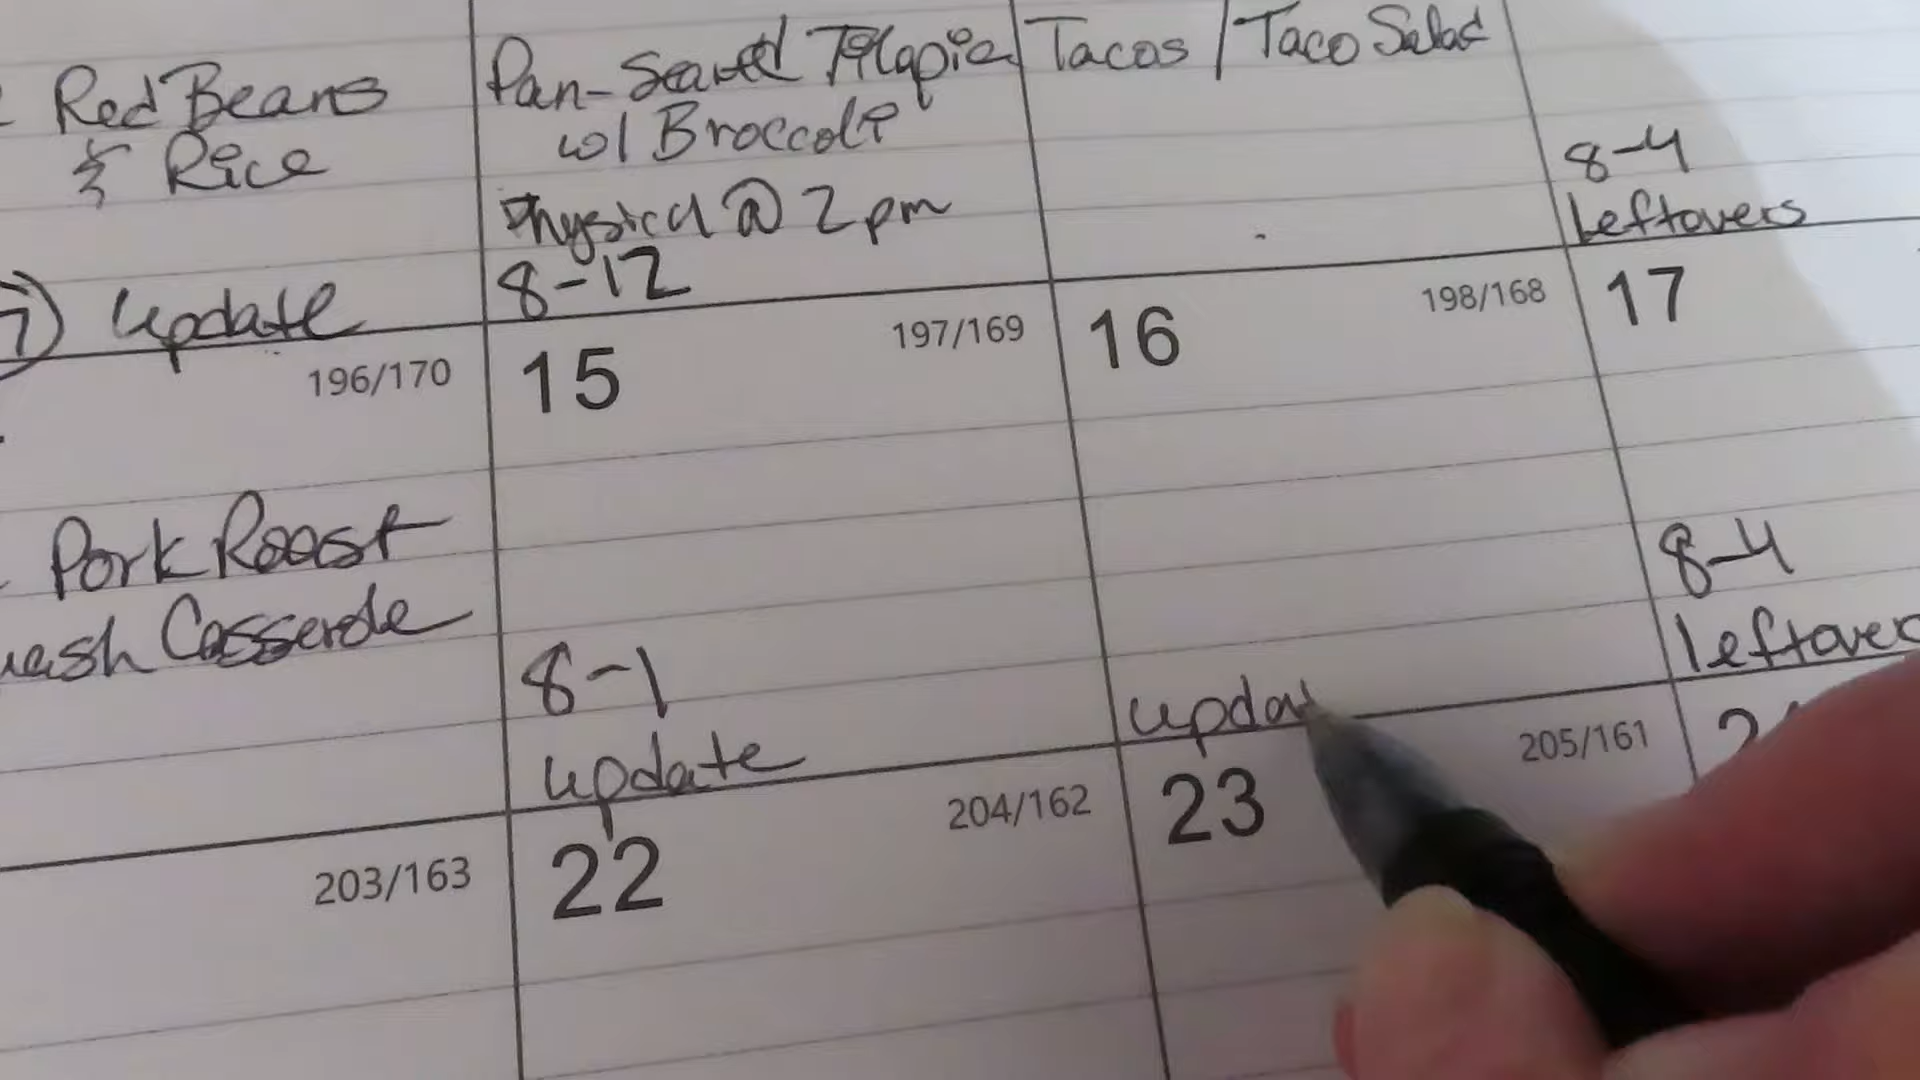 Red Beans
& Rice
Update
Pan-Seared Tilapia
w/ Broccoli
Physical @ 2pm
8-12
Tacos / Taco Salad
8-4
leftovers
196/170
Pork Roast
Casserole
15
197/169
8-1
update
16
198/168
updat
17
8-4
leftover
203/163
22
204/162
23
205/161